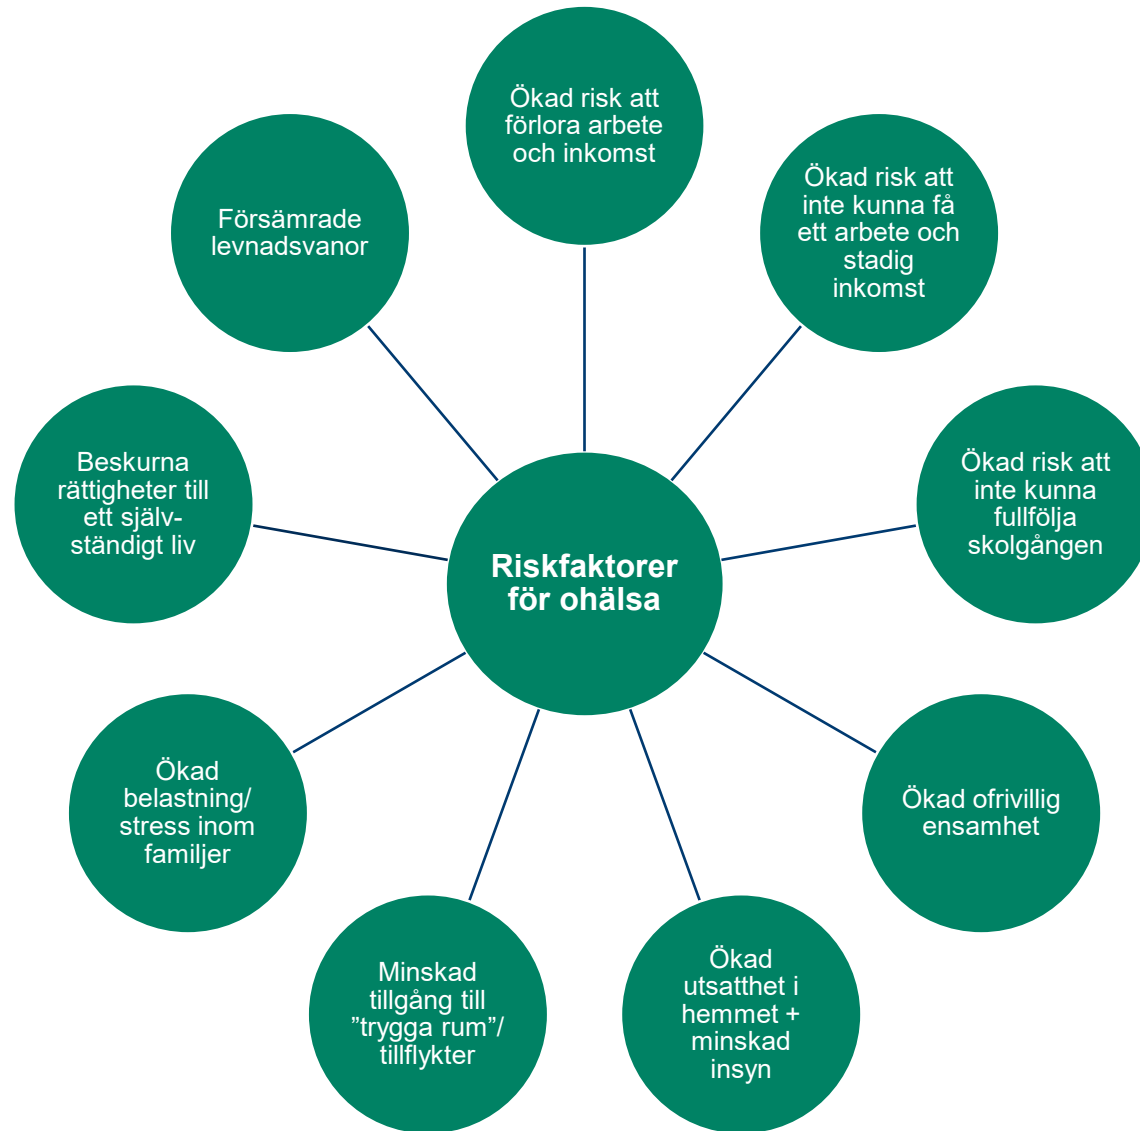 Ökad risk att
förlora arbete
och inkomst
Ökad risk att
inte kunna få
ett arbete och
stadig
inkomst
Ökad risk att
inte kunna
fullfölja
skolgången
Ökad ofrivillig
ensamhet
Ökad
utsatthet i
hemmet +
minskad
insyn
Minskad
tillgång till
”trygga rum”/
tillflykter
Ökad
belastning/
stress inom
familjer
Beskurna
rättigheter till
ett själv-
ständigt liv
Försämrade
levnadsvanor
Riskfaktorer
för ohälsa